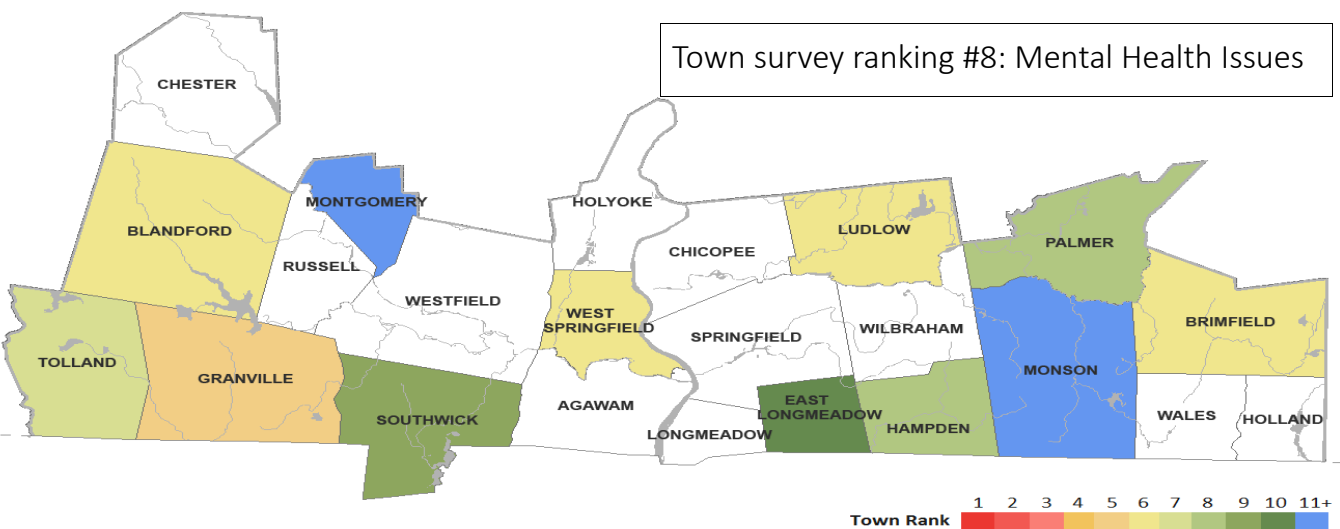 Town survey ranking #8: Mental Health Issues
CHESTER
MONTGOMERY
HOLYOKE
BLANDFORD
LUDLOW
PALMER
CHICOPEE
RUSSELL
WESTFIELD
WEST
SPRINGFIELD
BRIMFIELD
WILBRAHAM
SPRINGFIELD
TOLLAND
GRANVILLE
MONSON
AGAWAM
EAST
LONGMEADOW
WALES
HOLLAND
SOUTHWICK
HAMPDEN
LONGMEADOW
1 2 3 4 5 6 7 8 9 10 11+
Town Rank